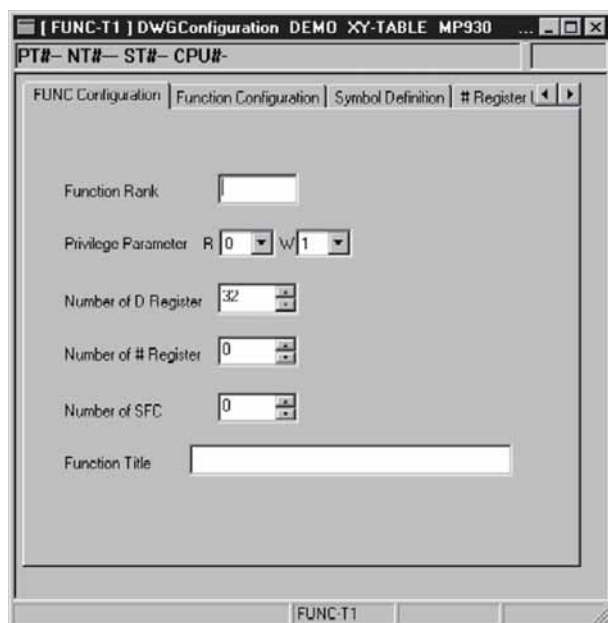 [ FUNC-T1 ] DWGConfiguration DEMO XY-TABLE MP930 ...
PT#– NT#— ST#– CPU#-
FUNC Configuration Function Configuration Symbol Definition # Register
Function Rank
Privilege Parameter R 0 W 1
Number of D Register 32
Number of # Register 0
Number of SFC 0
Function Title
FUNC-T1